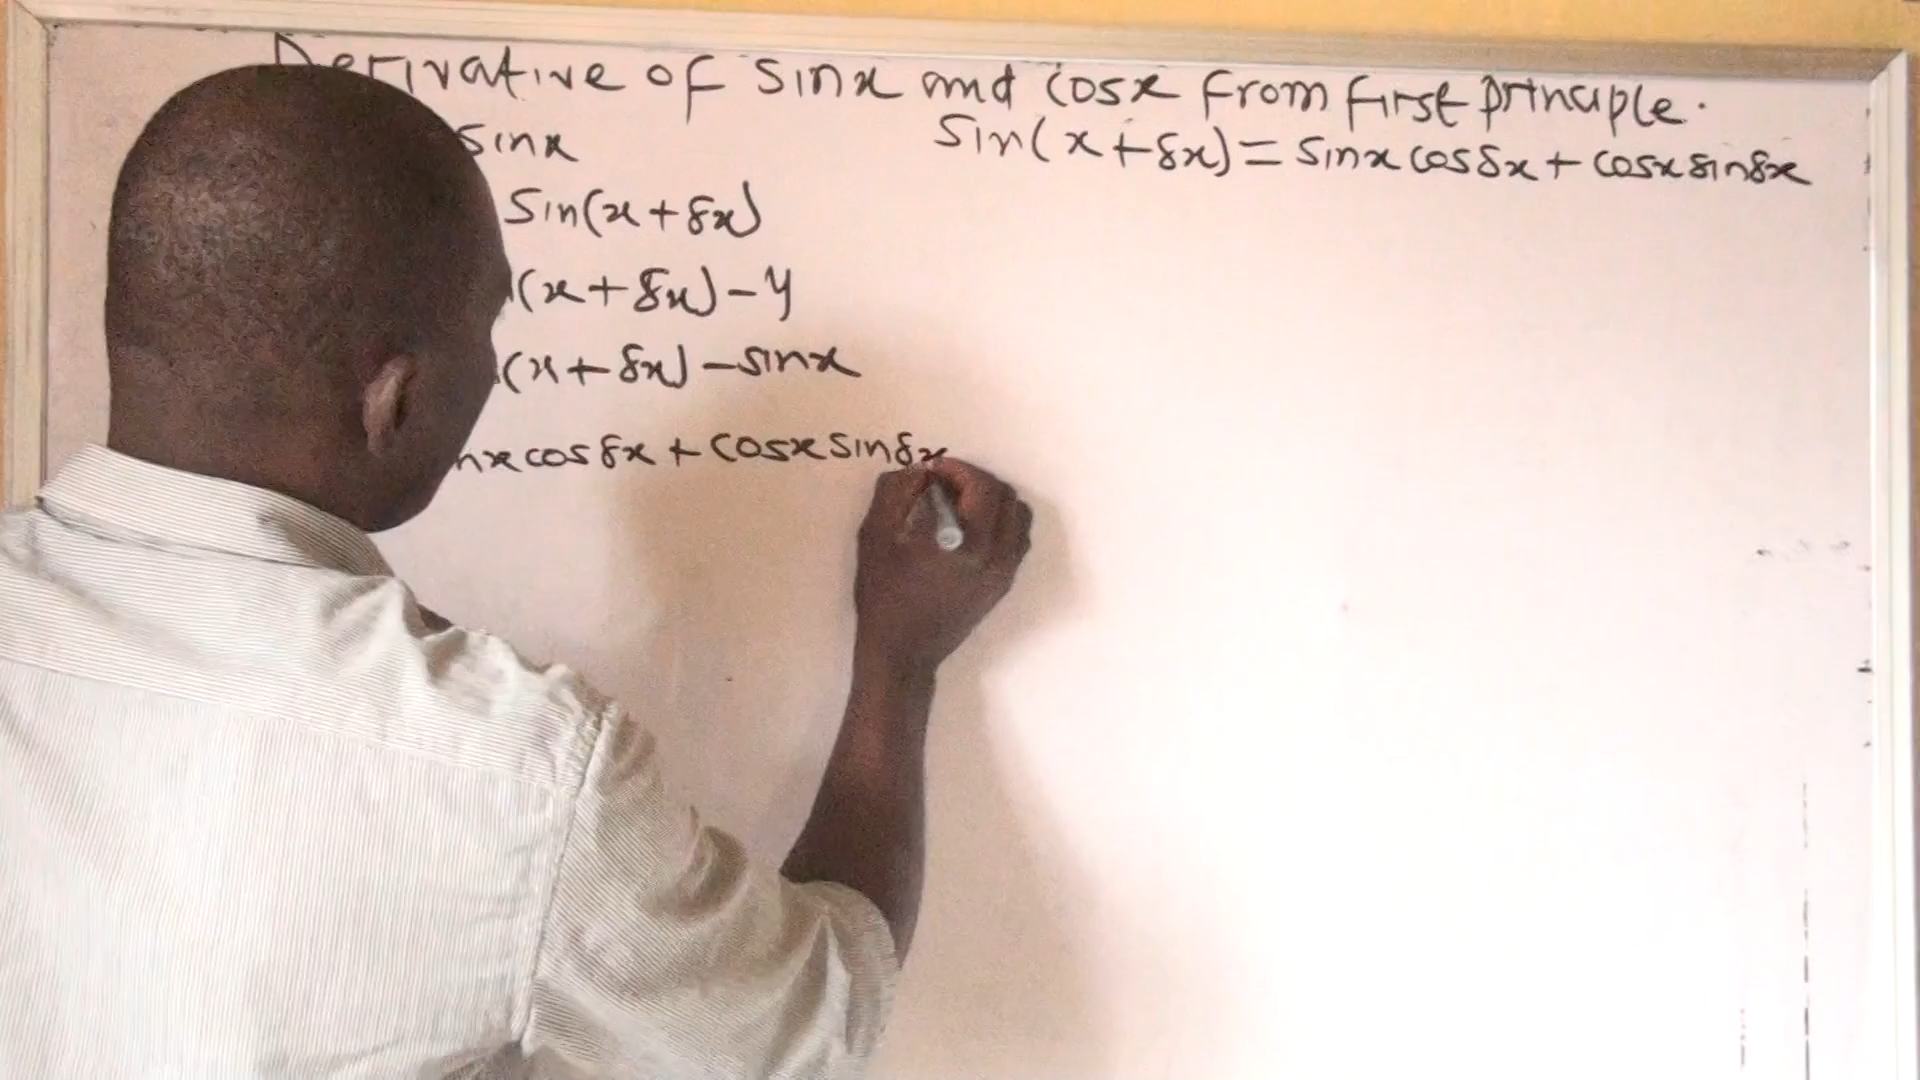 Derivative of sinx and cosx from first principle.
sinx
sin(x+δx)=sinxcosδx+cosxsinδx
sin(x+δx)
(x+δx)-y
(x+δx)-sinx
nxcosδx+cosxsinδx